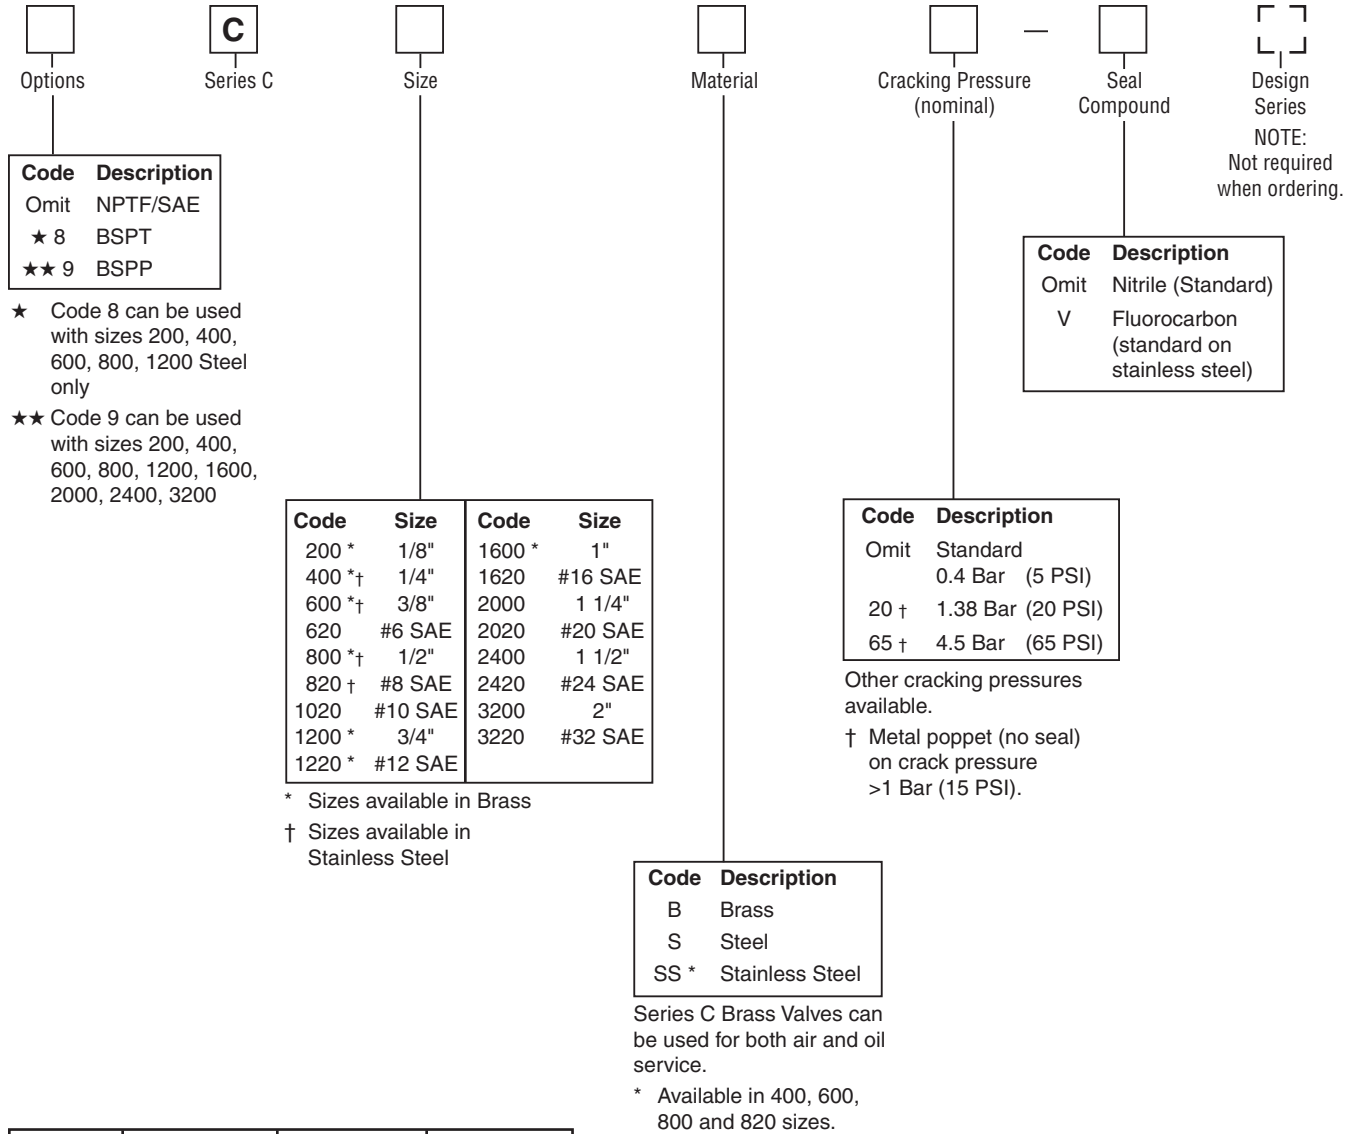 C
Options
Series C
Size
Material
Cracking Pressure
(nominal)
—
Seal
Compound
Design
Series
NOTE:
Not required
when ordering.
Code Description
Omit NPTF/SAE
★ 8 BSPT
★★ 9 BSPP
★ Code 8 can be used
with sizes 200, 400,
600, 800, 1200 Steel
only
★★ Code 9 can be used
with sizes 200, 400,
600, 800, 1200, 1600,
2000, 2400, 3200
Code Size Code Size
200 * 1/8" 1600 * 1"
400 *† 1/4" 1620 #16 SAE
600 *† 3/8" 2000 1 1/4"
620 #6 SAE 2020 #20 SAE
800 *† 1/2" 2400 1 1/2"
820 † #8 SAE 2420 #24 SAE
1020 #10 SAE 3200 2"
1200 * 3/4" 3220 #32 SAE
1220 * #12 SAE
* Sizes available in Brass
† Sizes available in
Stainless Steel
Code Description
B Brass
S Steel
SS * Stainless Steel
Series C Brass Valves can
be used for both air and oil
service.
* Available in 400, 600,
800 and 820 sizes.
Code Description
Omit Standard
0.4 Bar (5 PSI)
20 † 1.38 Bar (20 PSI)
65 † 4.5 Bar (65 PSI)
Other cracking pressures
available.
† Metal poppet (no seal)
on crack pressure
>1 Bar (15 PSI).
Code Description
Omit Nitrile (Standard)
V Fluorocarbon
(standard on
stainless steel)